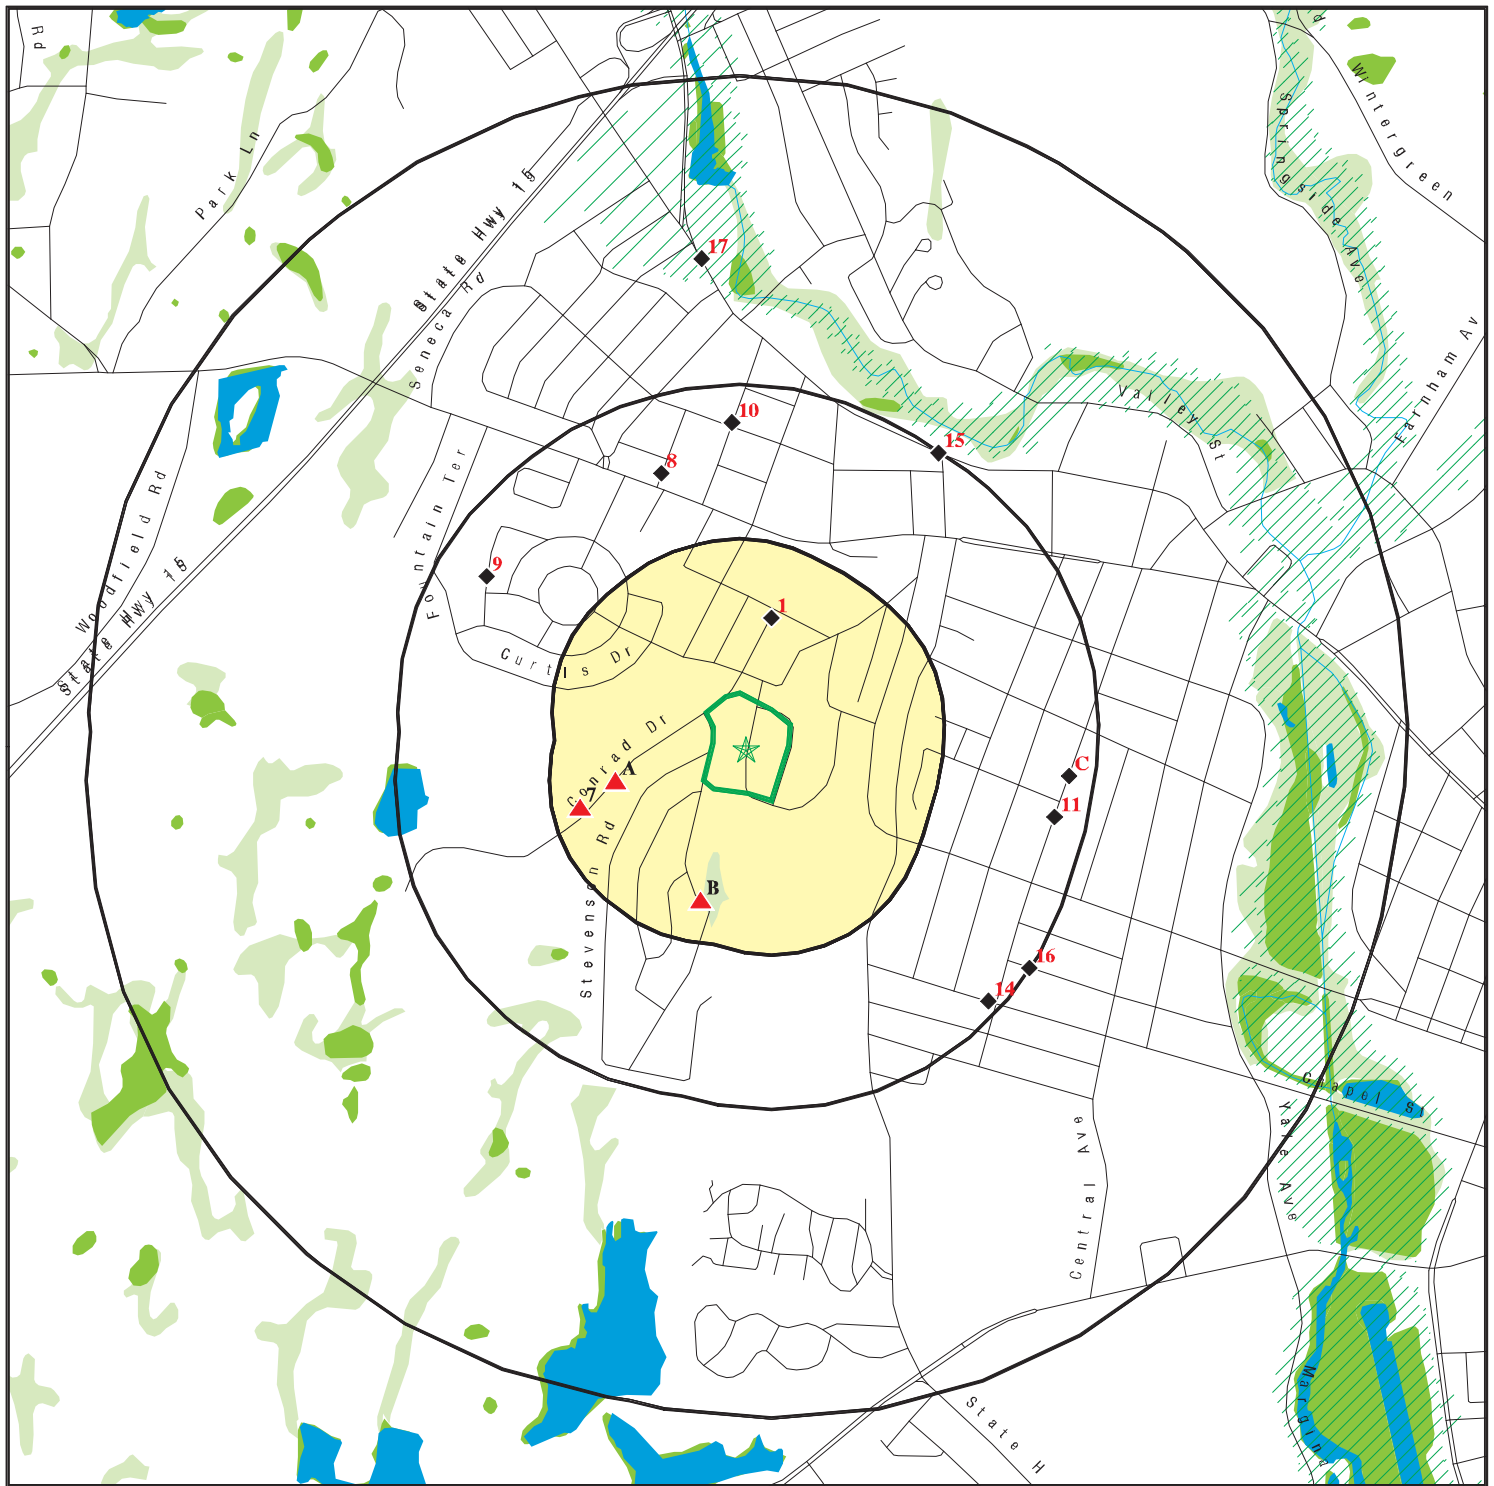 Rd
Park Ln
State Hwy 15
Seneca Rd
Springside Ave
Wintergreen
Farnham Av
Valley St
17
10
8
15
9
1
Fountain Ter
Woodfield Rd
State Hwy 15
Curtis Dr
Conrad Dr
A
7
B
C
11
16
14
Stevenson Rd
Chapel St
Yale Ave
Central Ave
State H